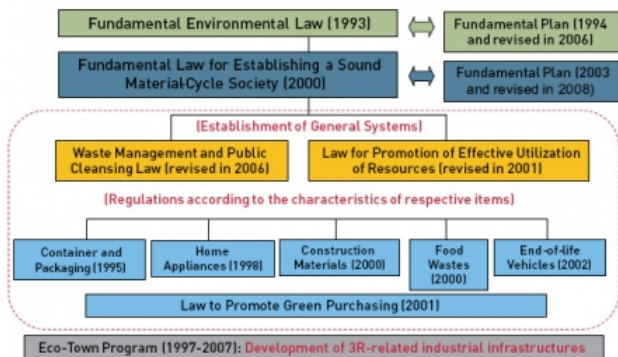 Fundamental Environmental Law (1993)
Fundamental Plan (1994
and revised in 2006)
Fundamental Law for Establishing a Sound
Material-Cycle Society (2000)
Fundamental Plan (2003
and revised in 2008)
(Establishment of General Systems)
Waste Management and Public
Cleansing Law (revised in 2006)
Law for Promotion of Effective Utilization
of Resources (revised in 2001)
(Regulations according to the characteristics of respective items)
Container and
Packaging (1995)
Home
Appliances (1998)
Construction
Materials (2000)
Food
Wastes
(2000)
End-of-life
Vehicles (2002)
Law to Promote Green Purchasing (2001)
Eco-Town Program (1997-2007): Development of 3R-related industrial infrastructures